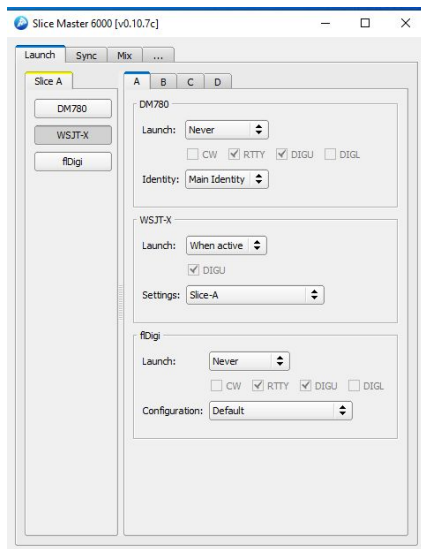 Slice Master 6000 [v0.10.7c]
Launch Sync Mix ...
Slice A
DM780
WSJT-X
flDigi
A B C D
DM780
Launch: Never
CW RTTY DIGU DIGL
Identity: Main Identity
WSJT-X
Launch: When active
DIGU
Settings: Slice-A
flDigi
Launch: Never
CW RTTY DIGU DIGL
Configuration: Default